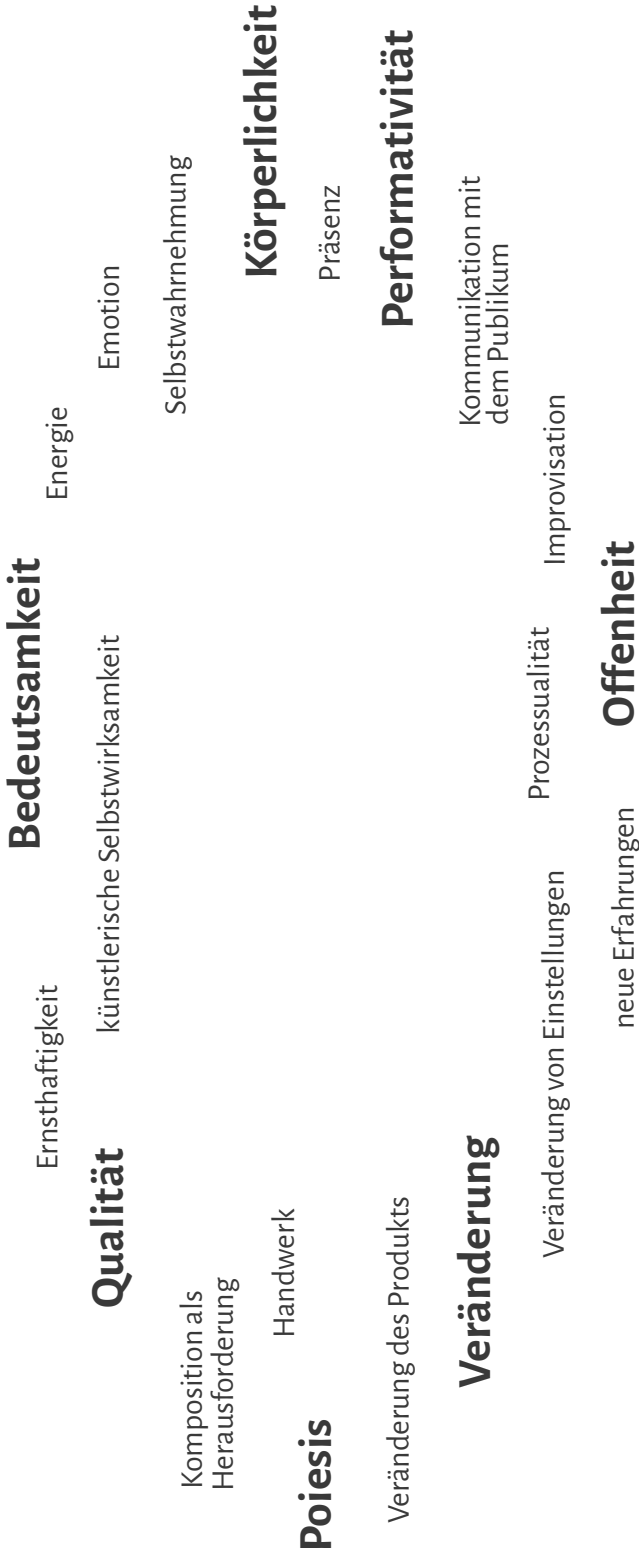 Bedeutsamkeit
Ernsthaftigkeit
Energie
Qualität
künstlerische Selbstwirksamkeit
Emotion
Selbstwahrnehmung
Komposition als
Herausforderung
Körperlichkeit
Handwerk
Poiesis
Präsenz
Veränderung des Produkts
Performativität
Veränderung
Kommunikation mit
dem Publikum
Prozessualität
Veränderung von Einstellungen
Improvisation
neue Erfahrungen
Offenheit